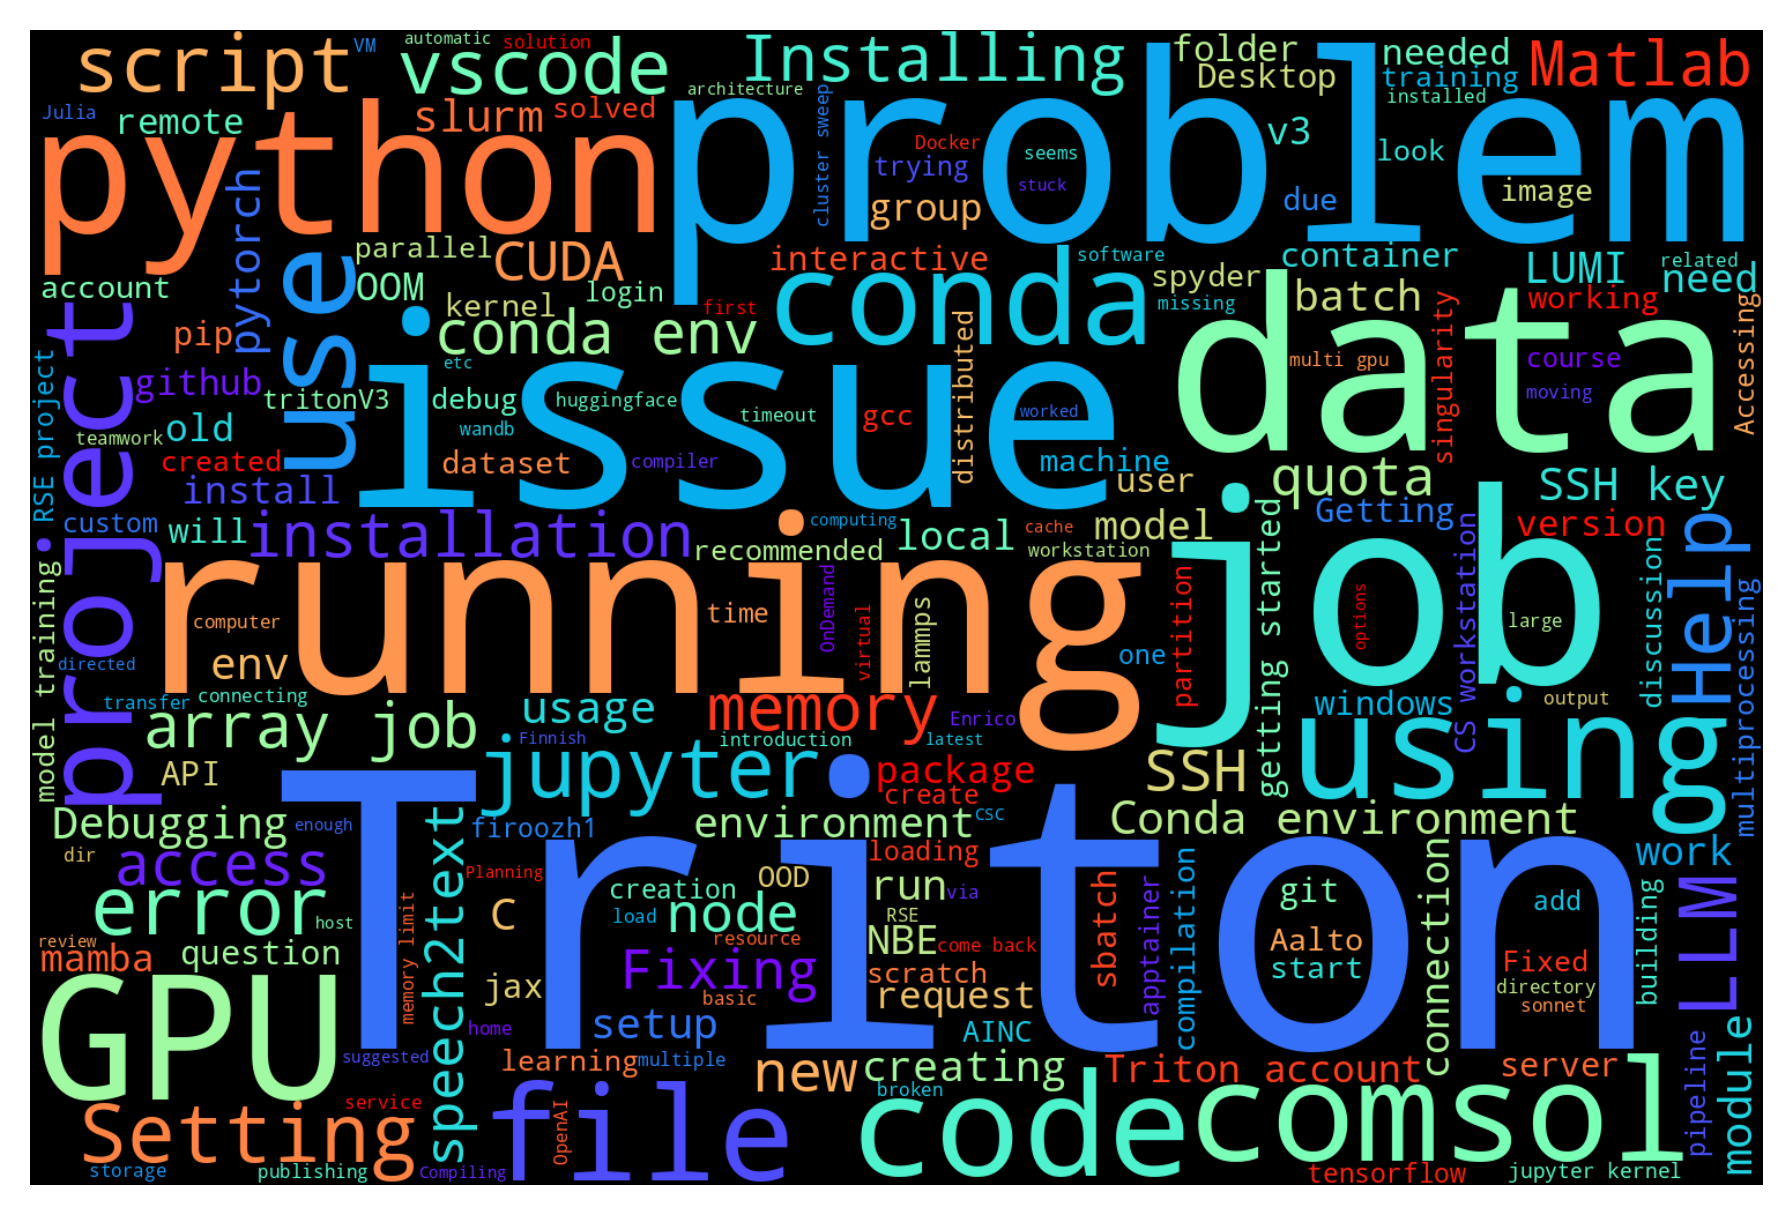 script
VM
automatic
solution
vscode
Installing
folder
Desktop
needed
training
installed
Matlab
Julia
remote
slurm
solved
architecture
cluster sweep
python
problem
Docker
trying
seems
stuck
group
v3
due
look
image
pytorch
use
parallel
OOM
CUDA
kernel
login
interactive
first
conda
software
missing
spyder
container
batch
LUMI
need
related
working
account
pip
conda env
project
github
tritonV3
debug
etc
huggingface
wandb
timeout
issue
gcc
distributed
worked
data
multi gpu
singularity
course
moving
Accessing
RSE project
teamwork
old
created
install
dataset
compiler
machine
user
quota
SSH key
custom
will
installation
computing
recommended
local
cache
workstation
model
Getting
version
running
job
Help
model training
computer
env
directed
transfer
connecting
time
OnDemand
virtual
lammps
one
partition
getting started
options
large
CS workstation
discussion
multiprocessing
windows
output
array job
usage
memory
Enrico
Finnish
introduction
latest
using
API
jupyter
package
create
csc
SSH
Debugging
enough
firoozh1
environment
Conda environment
dir
access
speech2text
Triton
Planning
loading
work
error
host
memory limit
creation
OOD
run
via
C
load
node
RSE
NBE
come back
resource
sbatch
apptainer
compilation
git
Aalto
start
connection
add
building
LLM
review
mamba
question
Fixing
scratch
jax
basic
request
Fixed
directory
sonnet
GPU
home
setup
AINC
suggested
learning
multiple
new
creating
Triton account
server
pipeline
module
Setting
service
file
OpenAI
broken
code
comsol
storage
publishing
Compiling
tensorflow
jupyter kernel